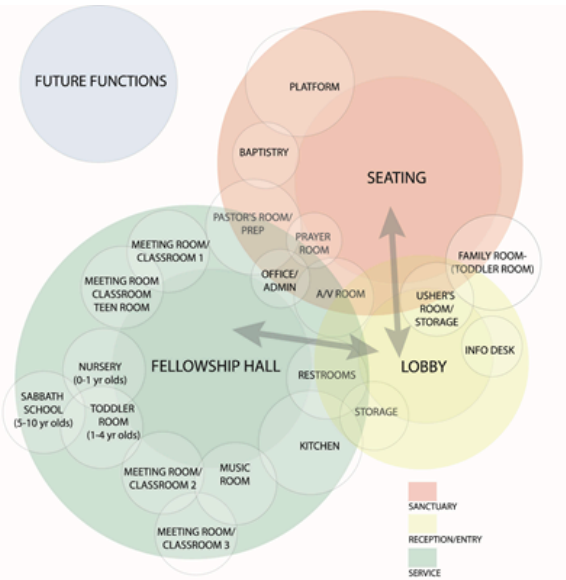 FUTURE FUNCTIONS
PLATFORM
BAPTISTRY
SEATING
PASTOR'S ROOM/
PREP
PRAYER
ROOM
MEETING ROOM/
CLASSROOM 1
OFFICE/
ADMIN
A/V ROOM
FAMILY ROOM-
(TODDLER ROOM)
MEETING ROOM
CLASSROOM
TEEN ROOM
USHER'S
ROOM/
STORAGE
INFO DESK
NURSERY
(0-1 yr olds)
FELLOWSHIP HALL
RESTROOMS
LOBBY
SABBATH
SCHOOL
(5-10 yr olds)
TODDLER
ROOM
(1-4 yr olds)
STORAGE
KITCHEN
MEETING ROOM/
CLASSROOM 2
MUSIC
ROOM
MEETING ROOM/
CLASSROOM 3
SANCTUARY
RECEPTION/ENTRY
SERVICE